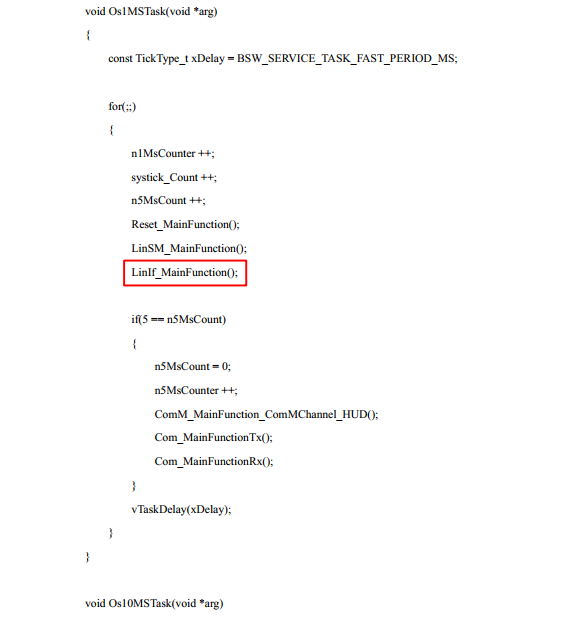 void Os1MSTask(void *arg)
{
const TickType_t xDelay = BSW_SERVICE_TASK_FAST_PERIOD_MS;
for(;;)
{
n1MsCounter ++;
systick_Count ++;
n5MsCount ++;
Reset_MainFunction();
LinSM_MainFunction();
LinIf_MainFunction();
if(5 == n5MsCount)
{
n5MsCount = 0;
n5MsCounter ++;
ComM_MainFunction_ComMChannel_HUD();
Com_MainFunctionTx();
Com_MainFunctionRx();
}
vTaskDelay(xDelay);
}
}
void Os10MSTask(void *arg)